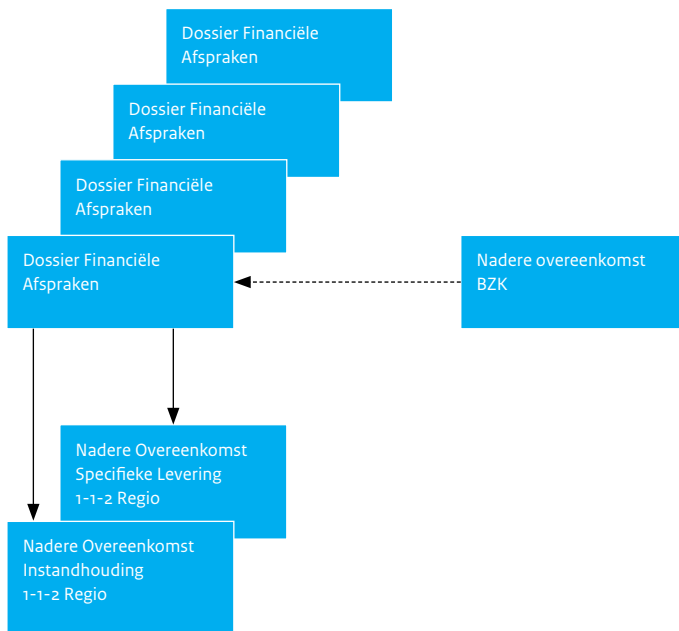 Dossier Financiële
Afspraken
Dossier Financiële
Afspraken
Dossier Financiële
Afspraken
Dossier Financiële
Afspraken
Nadere overeenkomst
BZK
Nadere Overeenkomst
Specifieke Levering
1-1-2 Regio
Nadere Overeenkomst
Instandhouding
1-1-2 Regio